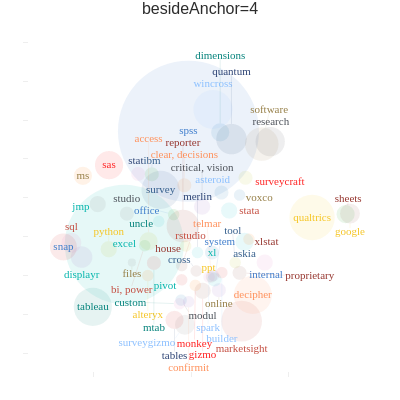 besideAnchor=4
dimensions
quantum
wincross
software
research
spss
access
reporter
clear, decisions
statibm
sas
critical, vision
ms
asteroid
surveycraft
survey
studio
merlin
voxco
sheets
jmp
office
stata
qualtrics
uncle
telmar
sql
python
tool
google
rstudio
system
xlstat
snap
excel
house
xl
askia
cross
displayr
files
ppt
internal
proprietary
bi, power
pivot
decipher
tableau
custom
online
alteryx
modul
mtab
spark
builder
surveygizmo
monkey
marketsight
tables
gizmo
confirmit